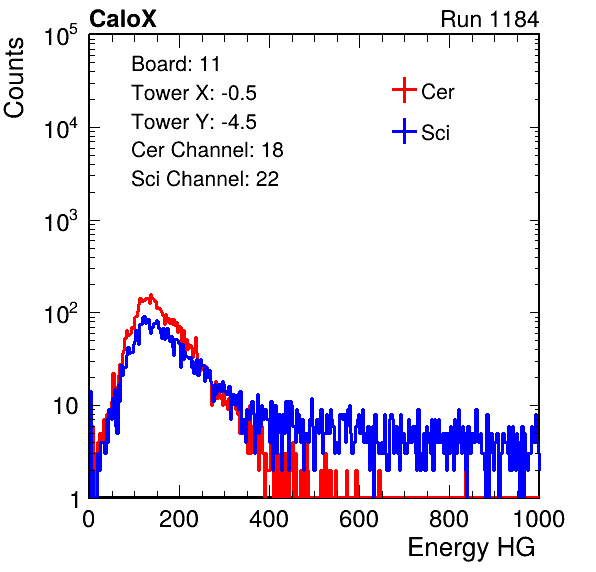 CaloX Run 1184
Counts
10^5
10^4
10^3
10^2
10
1
Board: 11
Tower X: -0.5
Tower Y: -4.5
Cer Channel: 18
Sci Channel: 22
Cer
Sci
0 200 400 600 800 1000
Energy HG